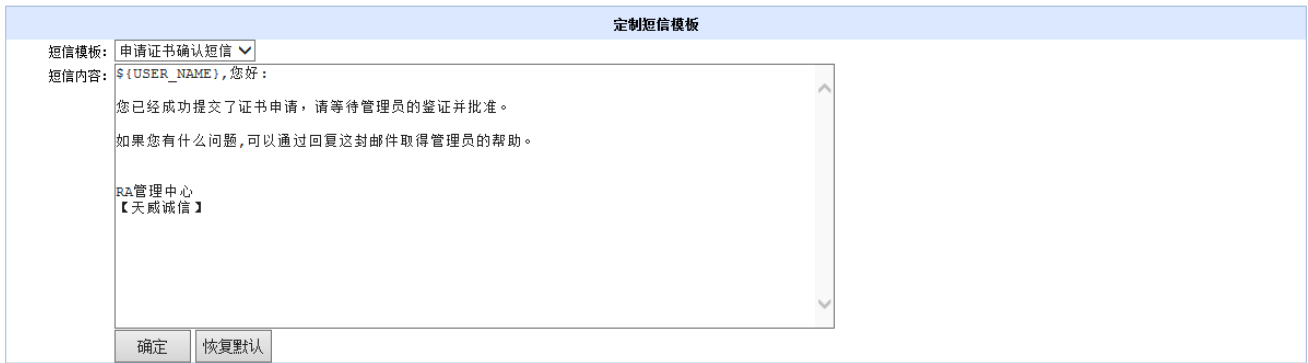 定制短信模板
短信模板: 申请证书确认短信
短信内容: ${USER_NAME},您好:
您已经成功提交了证书申请，请等待管理员的鉴证并批准。
如果您有什么问题,可以通过回复这封邮件取得管理员的帮助。
RA管理中心
【天威诚信】
确定 恢复默认